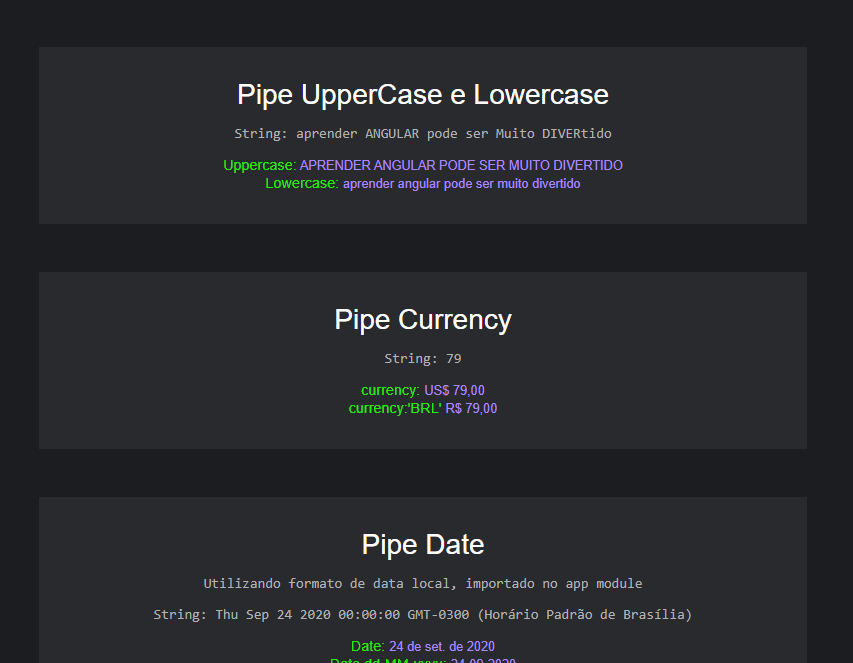 Pipe UpperCase e Lowercase
String: aprender ANGULAR pode ser Muito DIVERtido
Uppercase: APRENDER ANGULAR PODE SER MUITO DIVERTIDO
Lowercase: aprender angular pode ser muito divertido
Pipe Currency
String: 79
currency: US$ 79,00
currency:'BRL' R$ 79,00
Pipe Date
Utilizando formato de data local, importado no app module
String: Thu Sep 24 2020 00:00:00 GMT-0300 (Horário Padrão de Brasília)
Date: 24 de set. de 2020